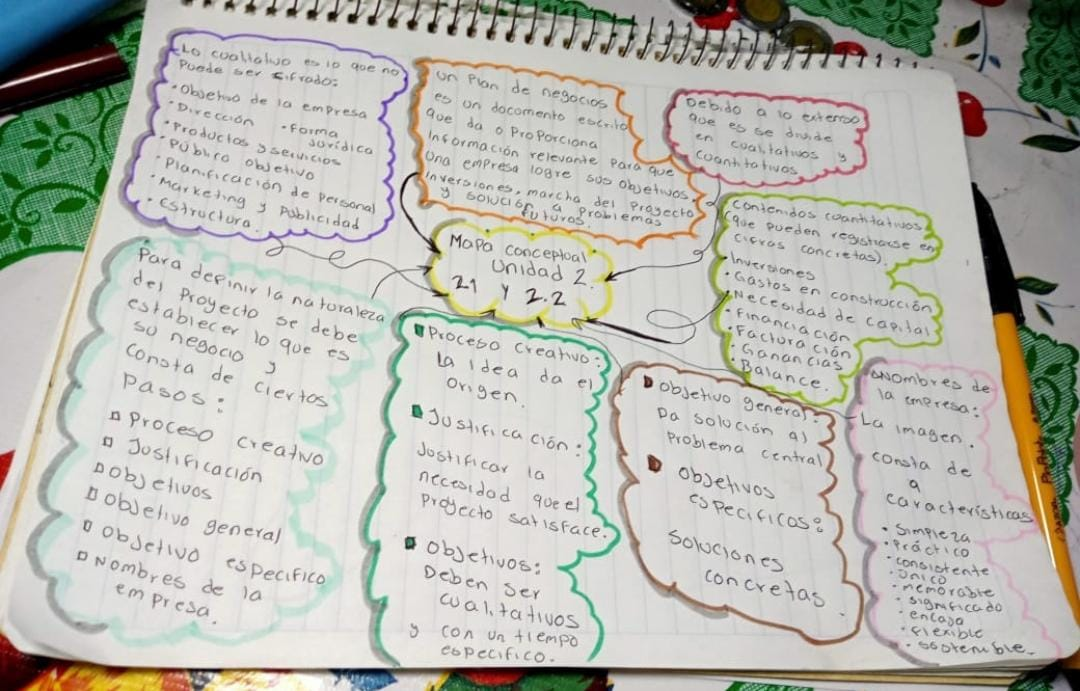 Lo cualitativo es lo que no
Puede ser cifrado:
• Objetivo de la empresa
• Dirección • Forma
Jurídica
• Productos y servicios
• Público objetivo
• Planificación de Personal
• Marketing y Publicidad
• Estructura.
Un Plan de negocios
es un documento escrito
que da o Proporciona
Información relevante para que
una empresa logre sus objetivos,
Inversiones, marcha del Proyecto
y solución a Problemas
futuros.
Debido a lo extenso
que es se divide
en cualitativos y
cuantitativos
Contenidos cuantitativos
(que pueden registrarse en
cifras concretas).
• Inversiones
• Gastos en construcción
• Necesidad de capital
• Financiación
• Facturación
• Ganancias
• Balance.
Mapa conceptual
Unidad 2.
2.1 y 2.2
Para definir la naturaleza
del Proyecto se debe
establecer lo que es
su negocio y
Consta de ciertos
Pasos:
Proceso creativo
Justificación
Objetivos
Objetivo general
Objetivo específico
Nombres de la
empresa.
Proceso creativo:
La idea da el
origen.
Justificación:
Justificar la
necesidad que el
Proyecto satisface.
Objetivos:
Deben ser
cualitativos
y con un tiempo
específico.
Objetivo general:
Da solución al
Problema central
Objetivos
específicos:
Soluciones
concretas.
Nombres de
la empresa:
La imagen.
consta de
9
características
• Simpleza
• Práctico
• consistente
• Único
• memorable
• significado
• encaja
• flexible
• sostenible.